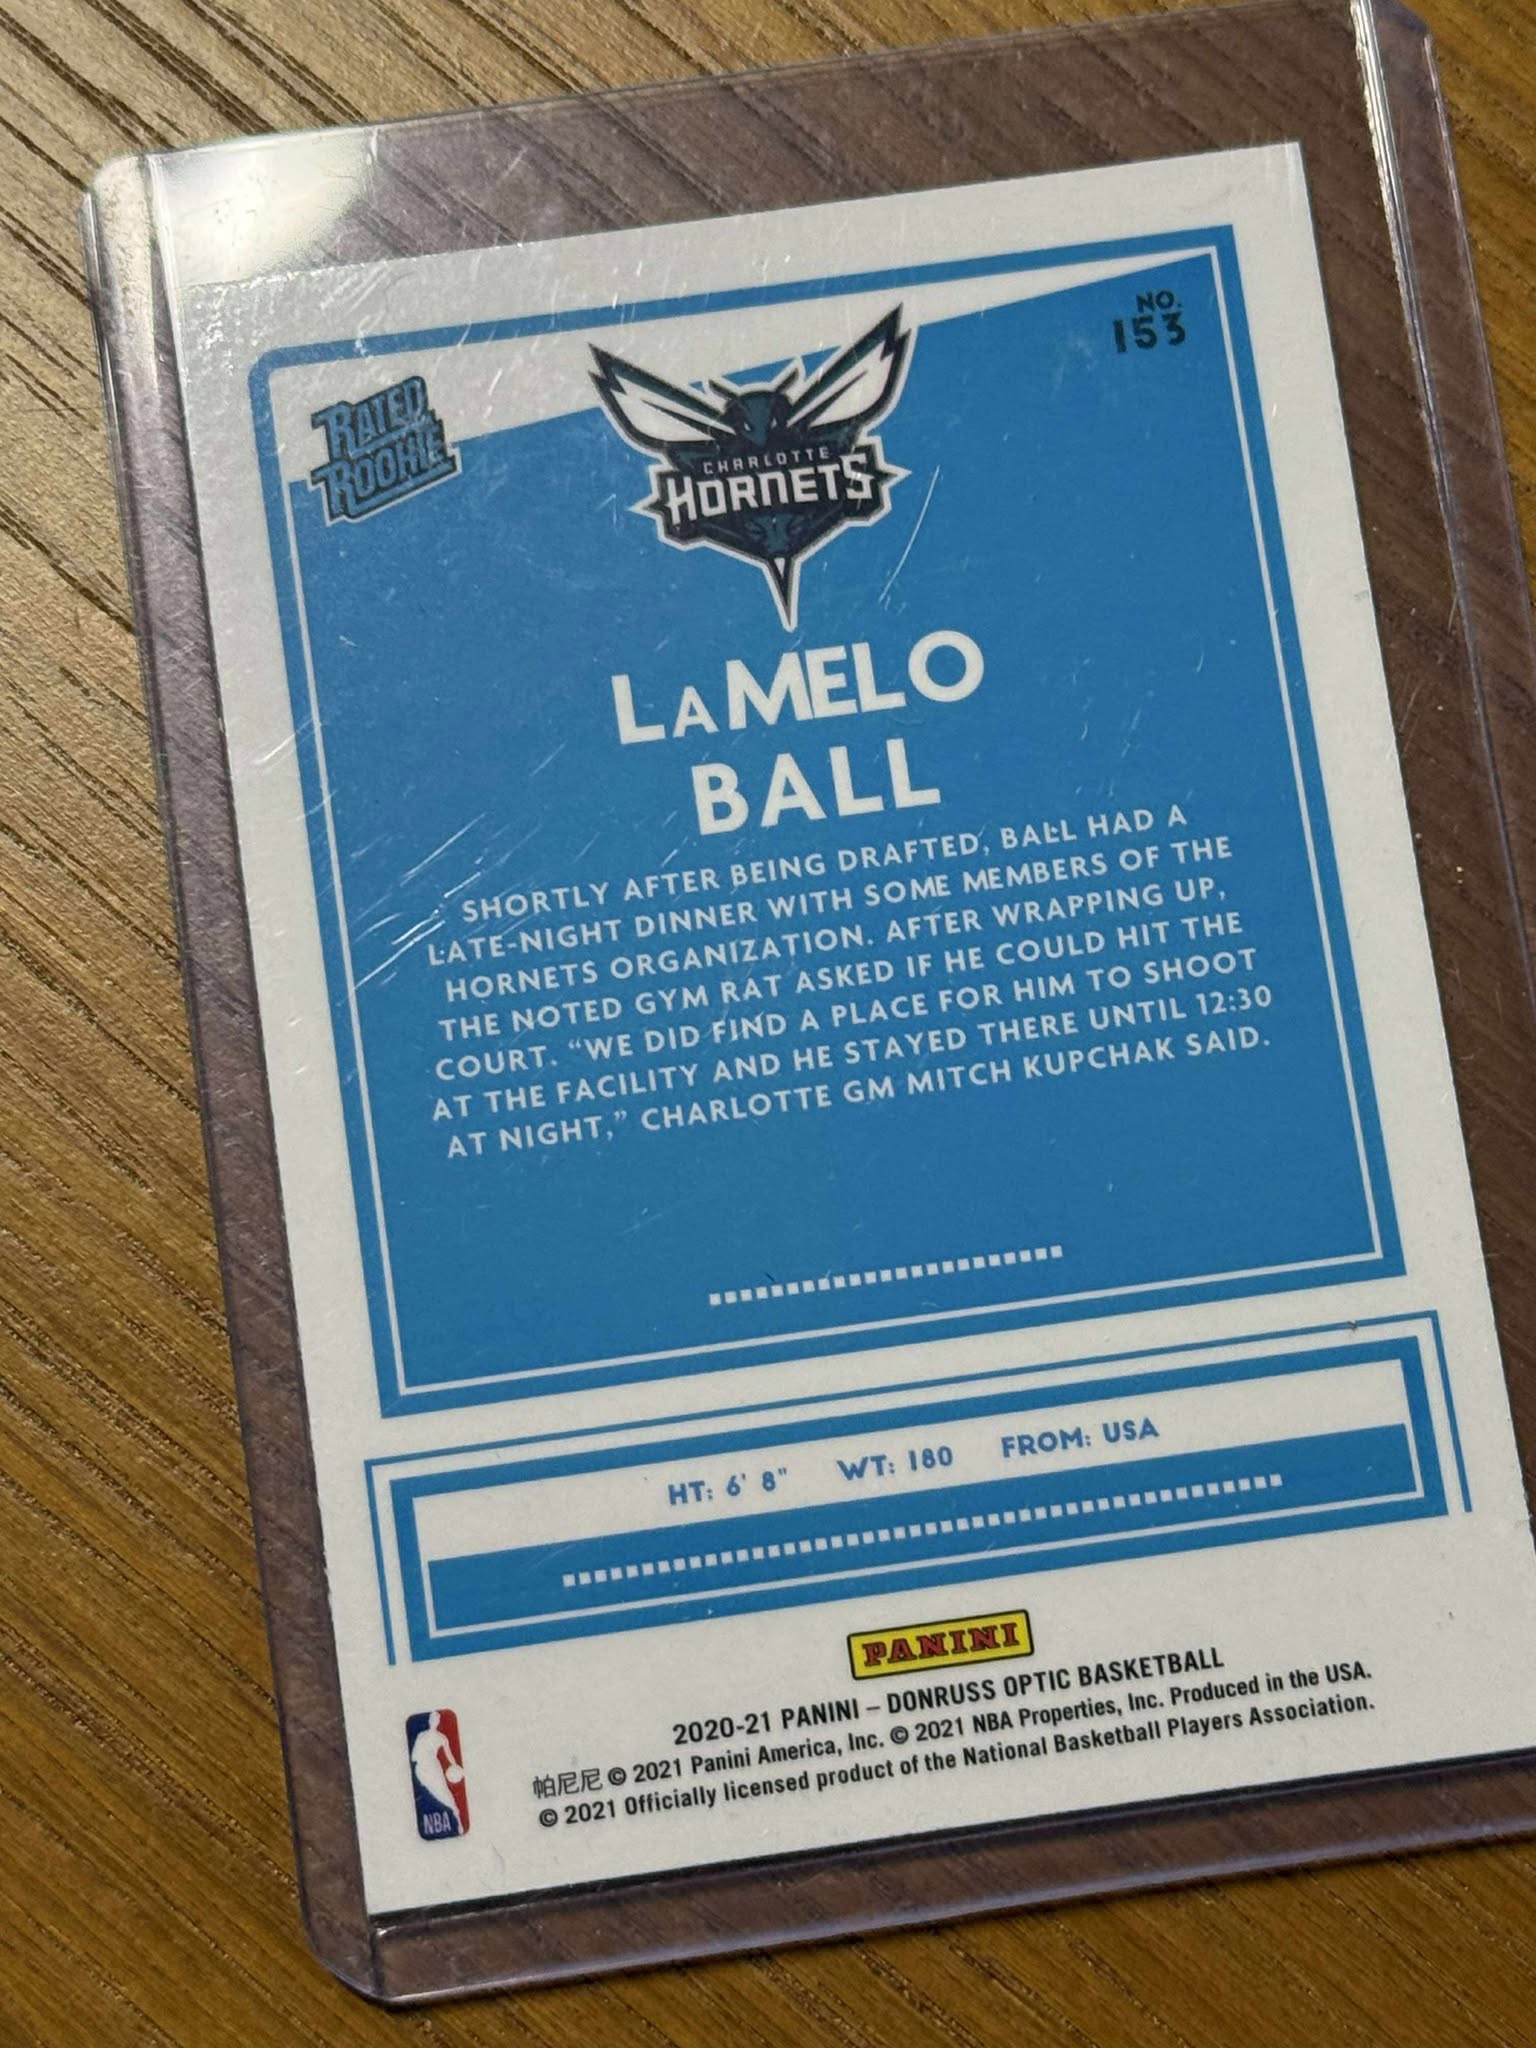 NO.
153
RATED
ROOKIE
CHARLOTTE
HORNETS
LaMELO
BALL
SHORTLY AFTER BEING DRAFTED, BALL HAD A
LATE-NIGHT DINNER WITH SOME MEMBERS OF THE
HORNETS ORGANIZATION. AFTER WRAPPING UP,
THE NOTED GYM RAT ASKED IF HE COULD HIT THE
COURT. “WE DID FIND A PLACE FOR HIM TO SHOOT
AT THE FACILITY AND HE STAYED THERE UNTIL 12:30
AT NIGHT,” CHARLOTTE GM MITCH KUPCHAK SAID.
HT: 6' 8" WT: 180 FROM: USA
PANINI
2020-21 PANINI – DONRUSS OPTIC BASKETBALL
帕尼尼 © 2021 Panini America, Inc. © 2021 NBA Properties, Inc. Produced in the USA.
© 2021 Officially licensed product of the National Basketball Players Association.
NBA